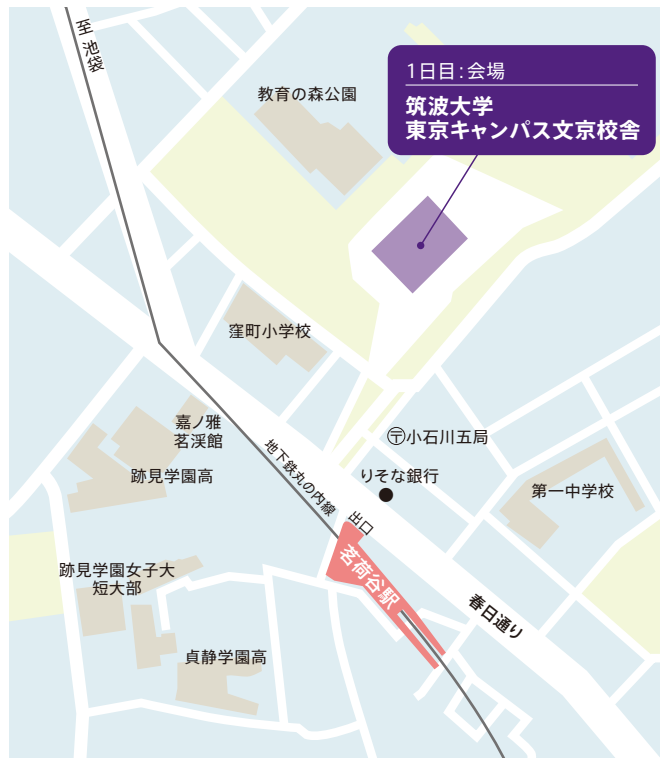 至 池袋
1日目:会場
筑波大学
東京キャンパス文京校舎
教育の森公園
窪町小学校
嘉ノ雅
茗渓館
跡見学園高
地下鉄丸の内線
〶小石川五局
りそな銀行
第一中学校
出口
茗荷谷駅
春日通り
跡見学園女子大
短大部
貞静学園高